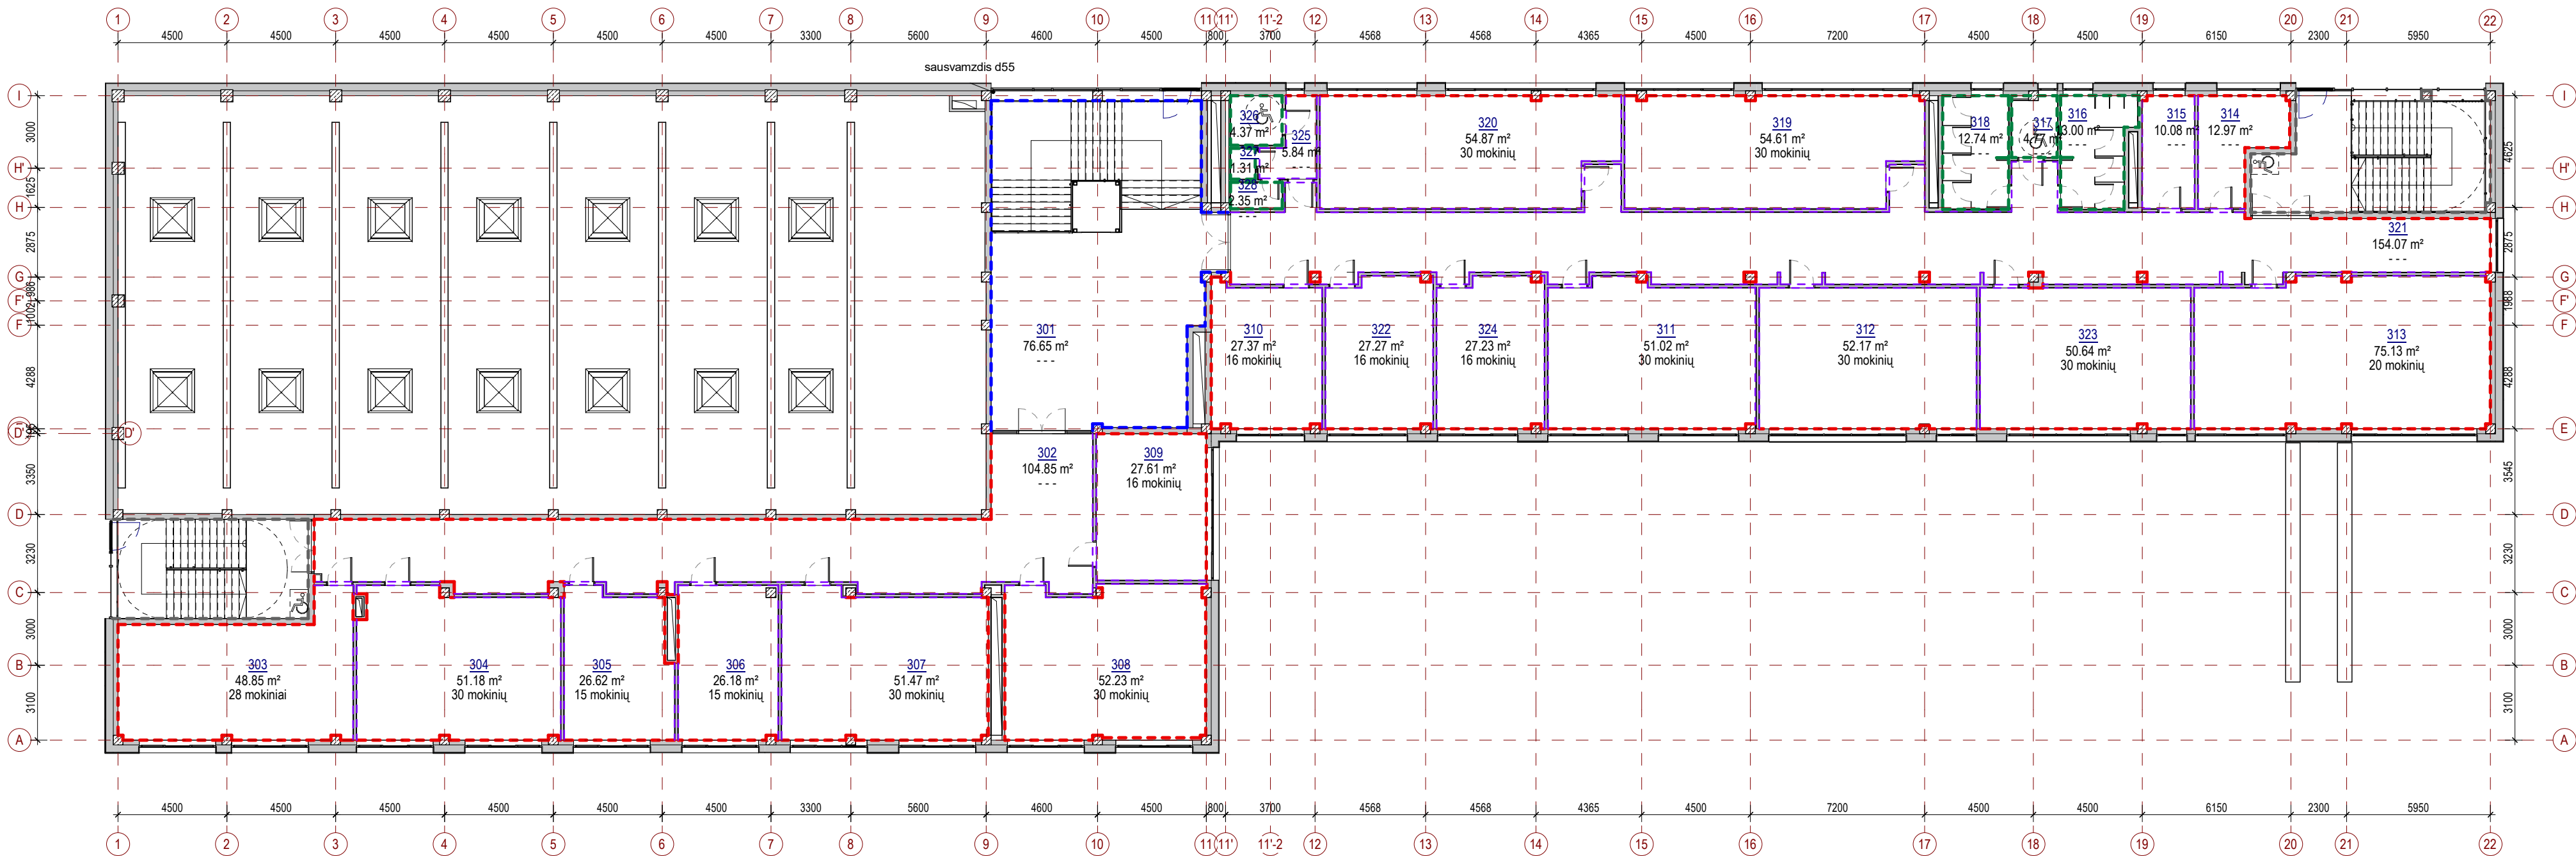 1 2 3 4 5 6 7 8 9 10 11 11' 11'-2 12 13 14 15 16 17 18 19 20 21 22
4500 4500 4500 4500 4500 4500 3300 5600 4600 4500 800 3700 4568 4568 4365 4500 7200 4500 4500 6150 2300 5950
sausvamzdis d55
I I
3000
4625
H' H'
1625
H H
2875 2875
G G
986
F' F'
1002
1988
F F
4288 4288
D' D' E
3350 3545
D D
3230 3230
C C
3000 3000
B B
3100 3100
A A
326
4.37 m²
325
5.84 m²
327
1.31 m²
328
2.35 m²
---
320
54.87 m²
30 mokinių
319
54.61 m²
30 mokinių
318
12.74 m²
---
317
4.77 m²
316
13.00 m²
---
315
10.08 m²
---
314
12.97 m²
---
321
154.07 m²
---
301
76.65 m²
---
310
27.37 m²
16 mokinių
322
27.27 m²
16 mokinių
324
27.23 m²
16 mokinių
311
51.02 m²
30 mokinių
312
52.17 m²
30 mokinių
323
50.64 m²
30 mokinių
313
75.13 m²
20 mokinių
302
104.85 m²
---
309
27.61 m²
16 mokinių
303
48.85 m²
28 mokiniai
304
51.18 m²
30 mokinių
305
26.62 m²
15 mokinių
306
26.18 m²
15 mokinių
307
51.47 m²
30 mokinių
308
52.23 m²
30 mokinių
4500 4500 4500 4500 4500 4500 3300 5600 4600 4500 800 3700 4568 4568 4365 4500 7200 4500 4500 6150 2300 5950
1 2 3 4 5 6 7 8 9 10 11 11' 11'-2 12 13 14 15 16 17 18 19 20 21 22